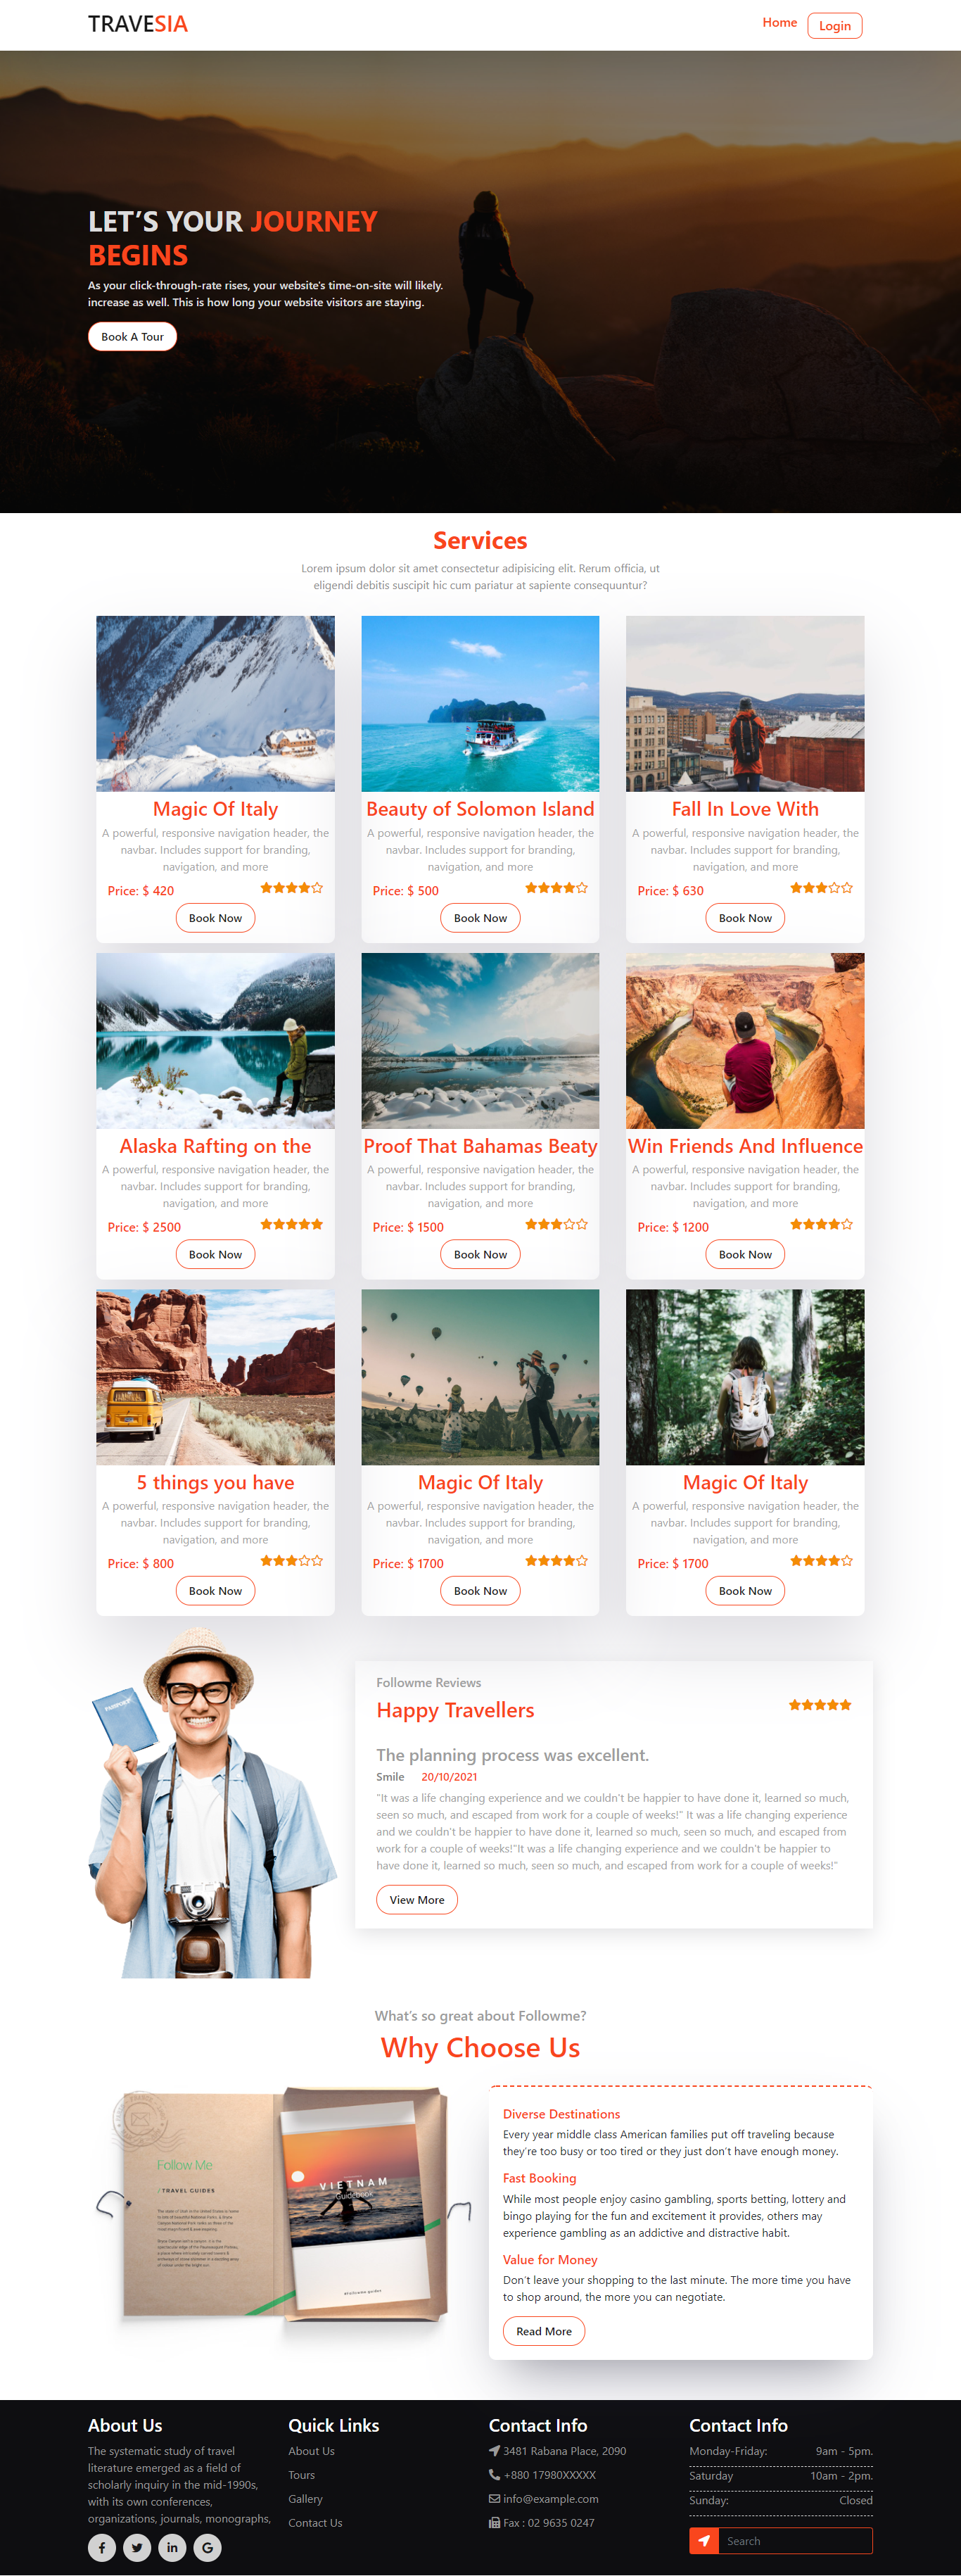 TRAVESIA
Home
Login
LET'S YOUR JOURNEY
BEGINS
As your click-through-rate rises, your website's time-on-site will likely.
increase as well. This is how long your website visitors are staying.
Book A Tour
Services
Lorem ipsum dolor sit amet consectetur adipisicing elit. Rerum officia, ut
eligendi debitis suscipit hic cum pariatur at sapiente consequuntur?
Magic Of Italy
A powerful, responsive navigation header, the
navbar. Includes support for branding,
navigation, and more
Price: $ 420
Book Now
Beauty of Solomon Island
A powerful, responsive navigation header, the
navbar. Includes support for branding,
navigation, and more
Price: $ 500
Book Now
Fall In Love With
A powerful, responsive navigation header, the
navbar. Includes support for branding,
navigation, and more
Price: $ 630
Book Now
Alaska Rafting on the
A powerful, responsive navigation header, the
navbar. Includes support for branding,
navigation, and more
Price: $ 2500
Book Now
Proof That Bahamas Beaty
A powerful, responsive navigation header, the
navbar. Includes support for branding,
navigation, and more
Price: $ 1500
Book Now
Win Friends And Influence
A powerful, responsive navigation header, the
navbar. Includes support for branding,
navigation, and more
Price: $ 1200
Book Now
5 things you have
A powerful, responsive navigation header, the
navbar. Includes support for branding,
navigation, and more
Price: $ 800
Book Now
Magic Of Italy
A powerful, responsive navigation header, the
navbar. Includes support for branding,
navigation, and more
Price: $ 1700
Book Now
Magic Of Italy
A powerful, responsive navigation header, the
navbar. Includes support for branding,
navigation, and more
Price: $ 1700
Book Now
PASSPORT
Followme Reviews
Happy Travellers
The planning process was excellent.
Smile 20/10/2021
"It was a life changing experience and we couldn't be happier to have done it, learned so much,
seen so much, and escaped from work for a couple of weeks!" It was a life changing experience
and we couldn't be happier to have done it, learned so much, seen so much, and escaped from
work for a couple of weeks!"It was a life changing experience and we couldn't be happier to
have done it, learned so much, seen so much, and escaped from work for a couple of weeks!"
View More
What's so great about Followme?
Why Choose Us
Follow Me
/ TRAVEL GUIDES
VIETNAM
Guidebook
Diverse Destinations
Every year middle class American families put off traveling because
they're too busy or too tired or they just don't have enough money.
Fast Booking
While most people enjoy casino gambling, sports betting, lottery and
bingo playing for the fun and excitement it provides, others may
experience gambling as an addictive and distractive habit.
Value for Money
Don't leave your shopping to the last minute. The more time you have
to shop around, the more you can negotiate.
Read More
About Us
The systematic study of travel
literature emerged as a field of
scholarly inquiry in the mid-1990s,
with its own conferences,
organizations, journals, monographs,
Quick Links
About Us
Tours
Gallery
Contact Us
Contact Info
3481 Rabana Place, 2090
+880 17980XXXXX
info@example.com
Fax : 02 9635 0247
Contact Info
Monday-Friday: 9am - 5pm.
Saturday 10am - 2pm.
Sunday: Closed
Search